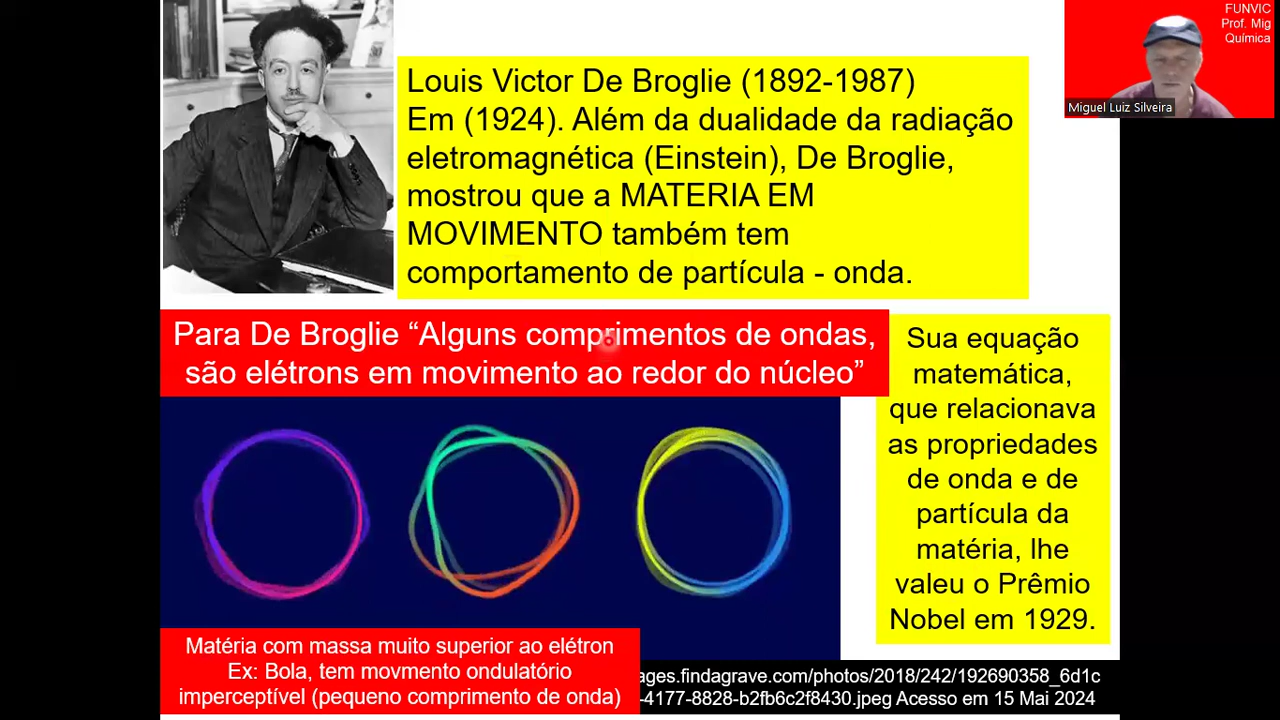 Louis Victor De Broglie (1892-1987)
Em (1924). Além da dualidade da radiação
eletromagnética (Einstein), De Broglie,
mostrou que a MATERIA EM
MOVIMENTO também tem
comportamento de partícula - onda.
FUNVIC
Prof. Mig
Química
Miguel Luiz Silveira
Para De Broglie “Alguns comprimentos de ondas,
são elétrons em movimento ao redor do núcleo”
Sua equação
matemática,
que relacionava
as propriedades
de onda e de
partícula da
matéria, lhe
valeu o Prêmio
Nobel em 1929.
Matéria com massa muito superior ao elétron
Ex: Bola, tem movmento ondulatório
imperceptível (pequeno comprimento de onda)
ages.findagrave.com/photos/2018/242/192690358_6d1c
-4177-8828-b2fb6c2f8430.jpeg Acesso em 15 Mai 2024